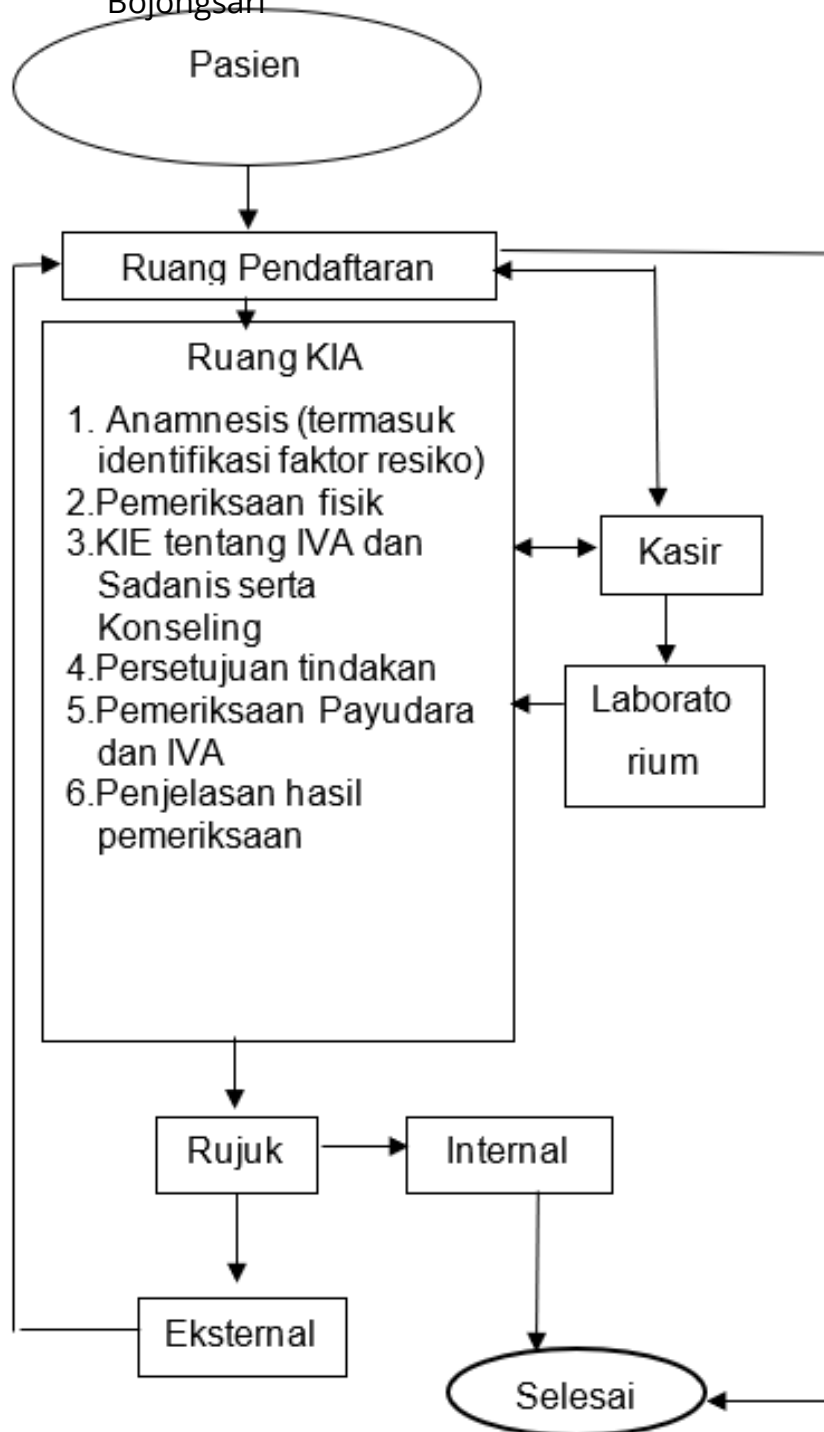 Bojongsari
Pasien
Ruang Pendaftaran
Ruang KIA
1. Anamnesis (termasuk
identifikasi faktor resiko)
2.Pemeriksaan fisik
3.KIE tentang IVA dan
Sadanis serta
Konseling
4.Persetujuan tindakan
5.Pemeriksaan Payudara
dan IVA
6.Penjelasan hasil
pemeriksaan
Kasir
Laborato
rium
Rujuk
Internal
Eksternal
Selesai